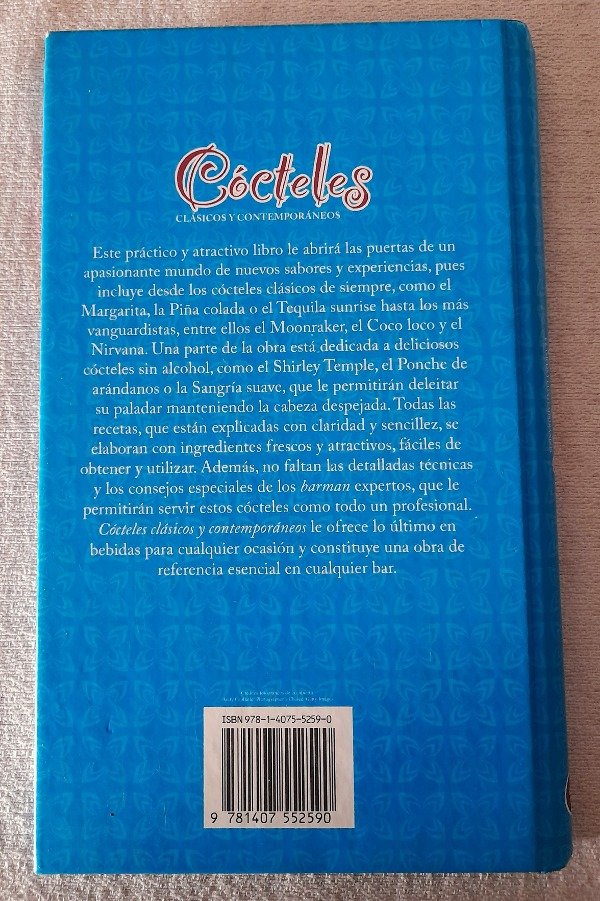 Cócteles
CLÁSICOS Y CONTEMPORÁNEOS
Este práctico y atractivo libro le abrirá las puertas de un
apasionante mundo de nuevos sabores y experiencias, pues
incluye desde los cócteles clásicos de siempre, como el
Margarita, la Piña colada o el Tequila sunrise hasta los más
vanguardistas, entre ellos el Moonraker, el Coco loco y el
Nirvana. Una parte de la obra está dedicada a deliciosos
cócteles sin alcohol, como el Shirley Temple, el Ponche de
arándanos o la Sangría suave, que le permitirán deleitar
su paladar manteniendo la cabeza despejada. Todas las
recetas, que están explicadas con claridad y sencillez, se
elaboran con ingredientes frescos y atractivos, fáciles de
obtener y utilizar. Además, no faltan las detalladas técnicas
y los consejos especiales de los barman expertos, que le
permitirán servir estos cócteles como todo un profesional.
Cócteles clásicos y contemporáneos le ofrece lo último en
bebidas para cualquier ocasión y constituye una obra de
referencia esencial en cualquier bar.
ISBN 978-1-4075-5259-0
9 781407 552590